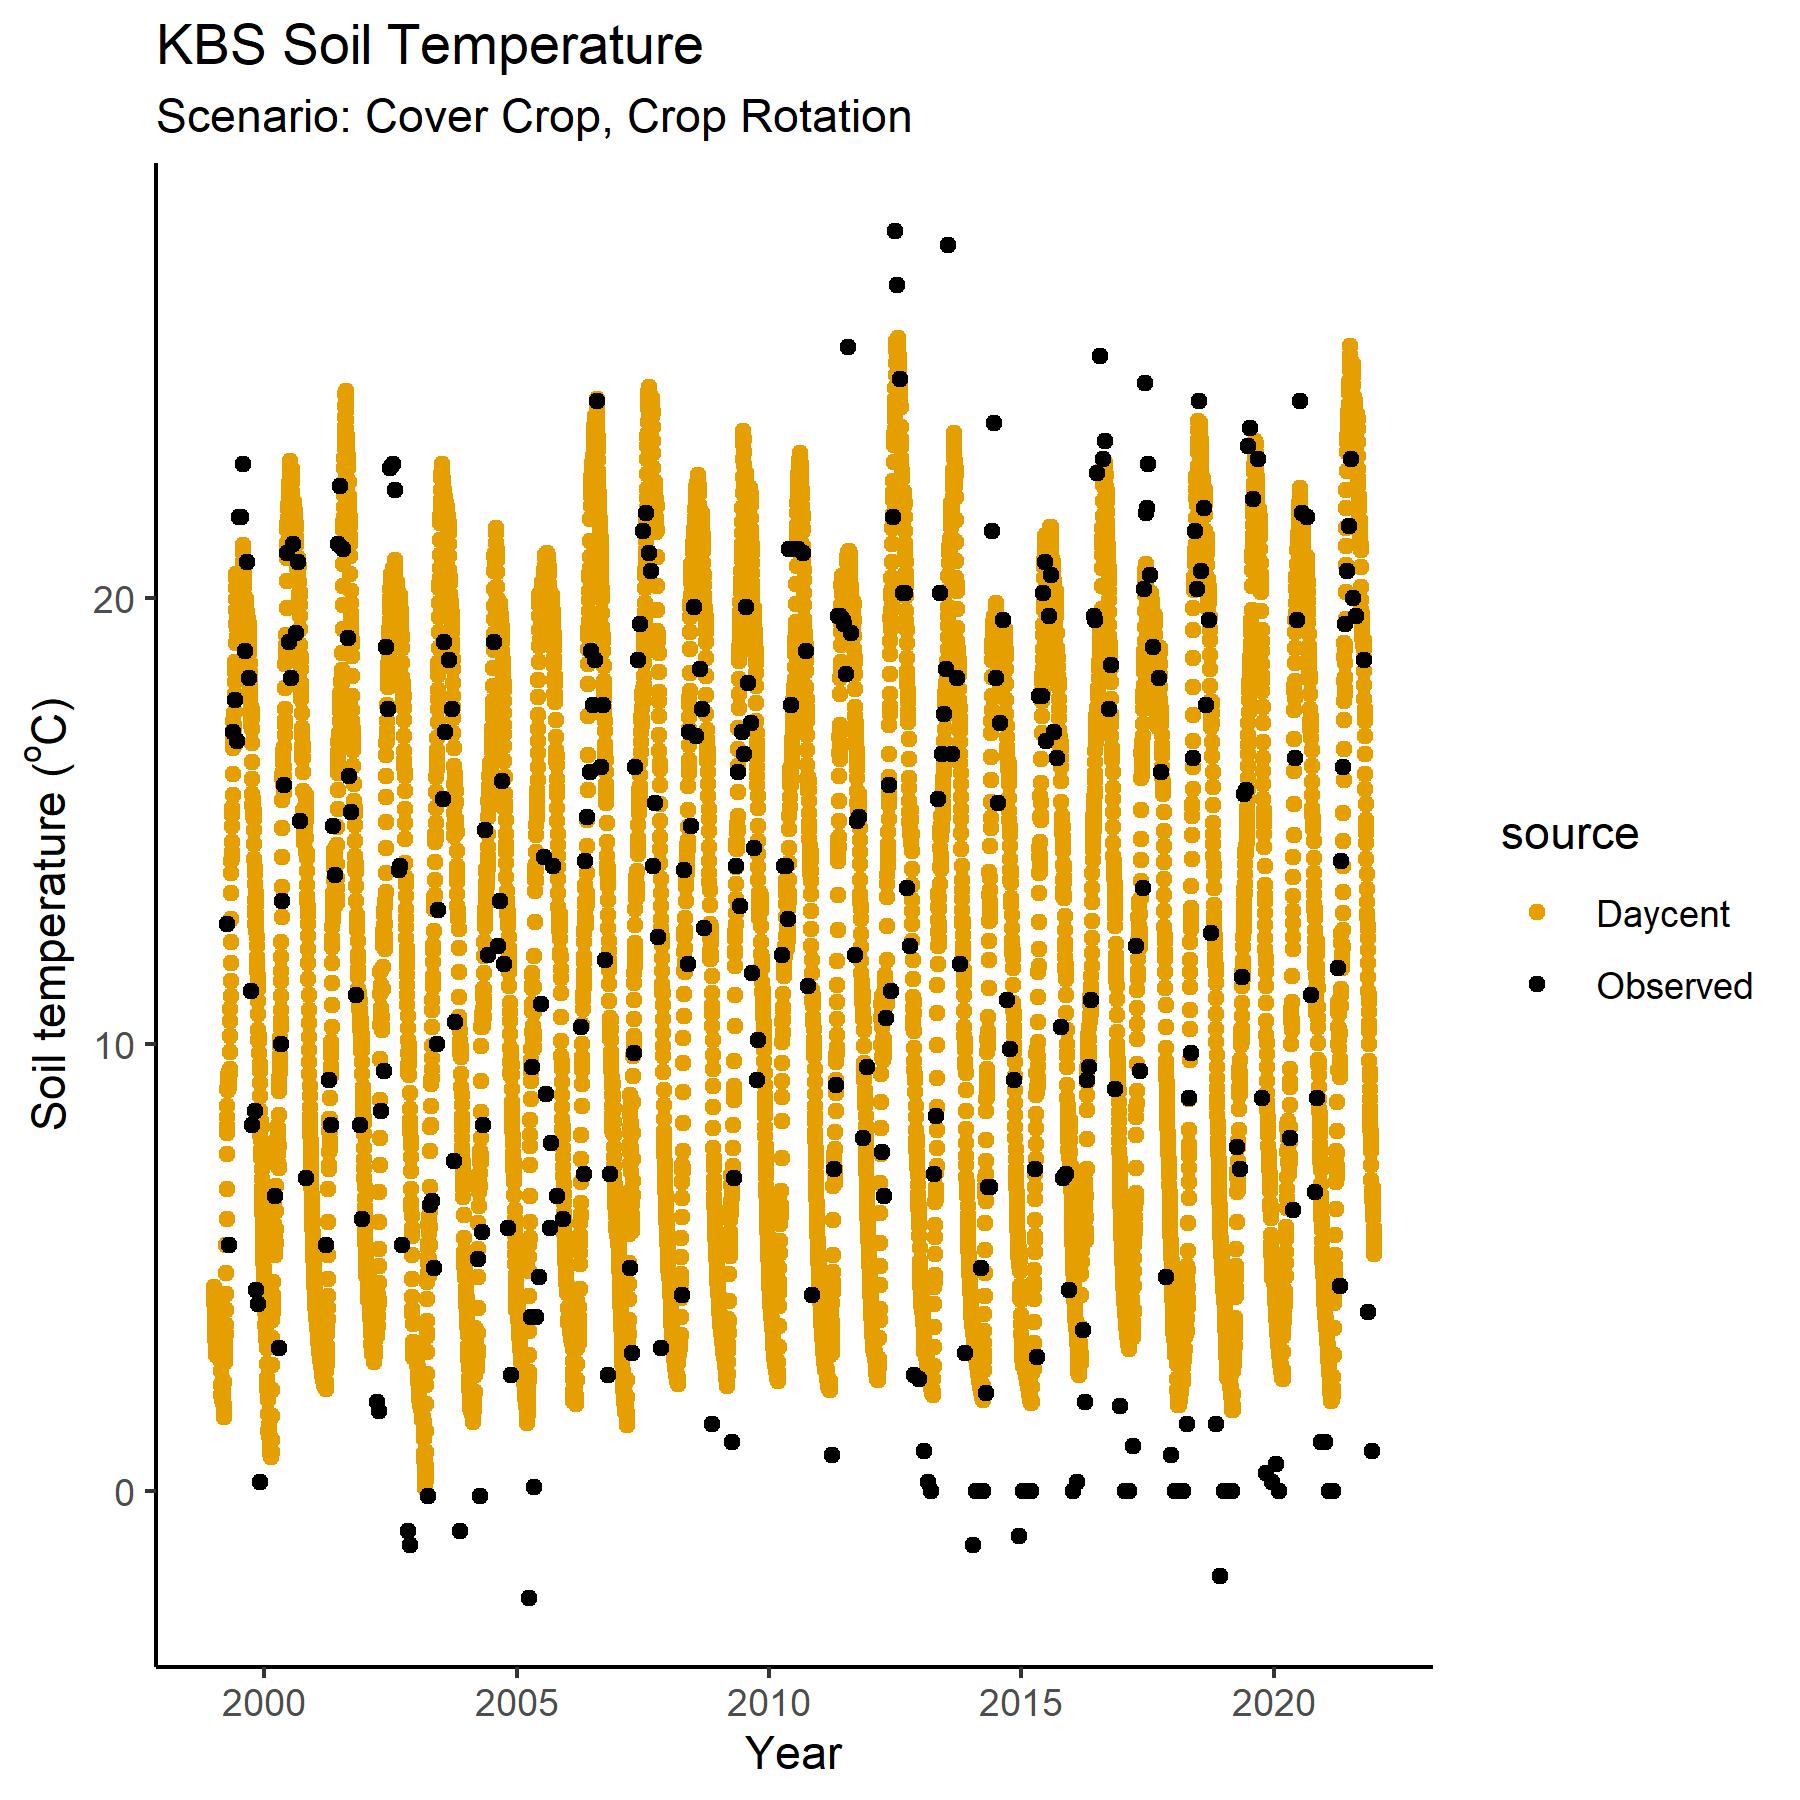 KBS Soil Temperature
Scenario: Cover Crop, Crop Rotation
Soil temperature (°C)
20
10
0
2000 2005 2010 2015 2020
Year
source
Daycent
Observed